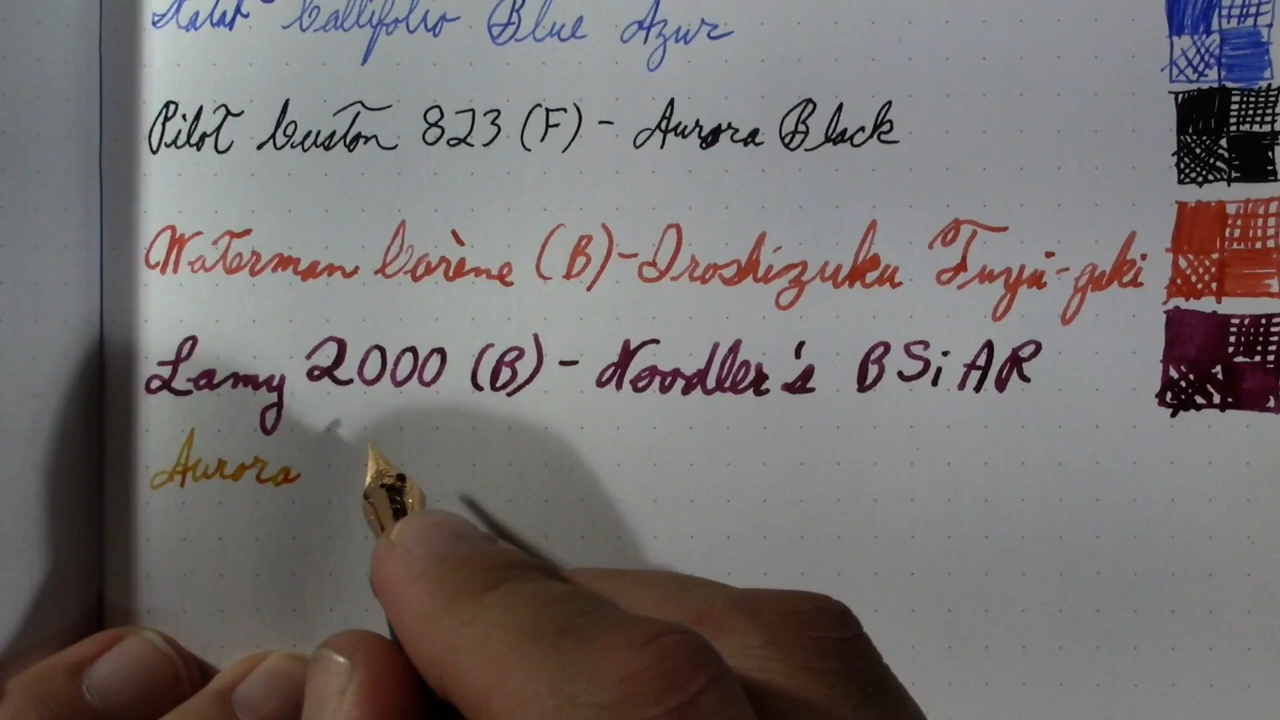 Callifolio Blue Azur
Pilot Custom 823 (F) - Aurora Black
Waterman Carène (B) - Iroshizuku Fuyu-gaki
Lamy 2000 (B) - Noodler's BSiAR
Aurora